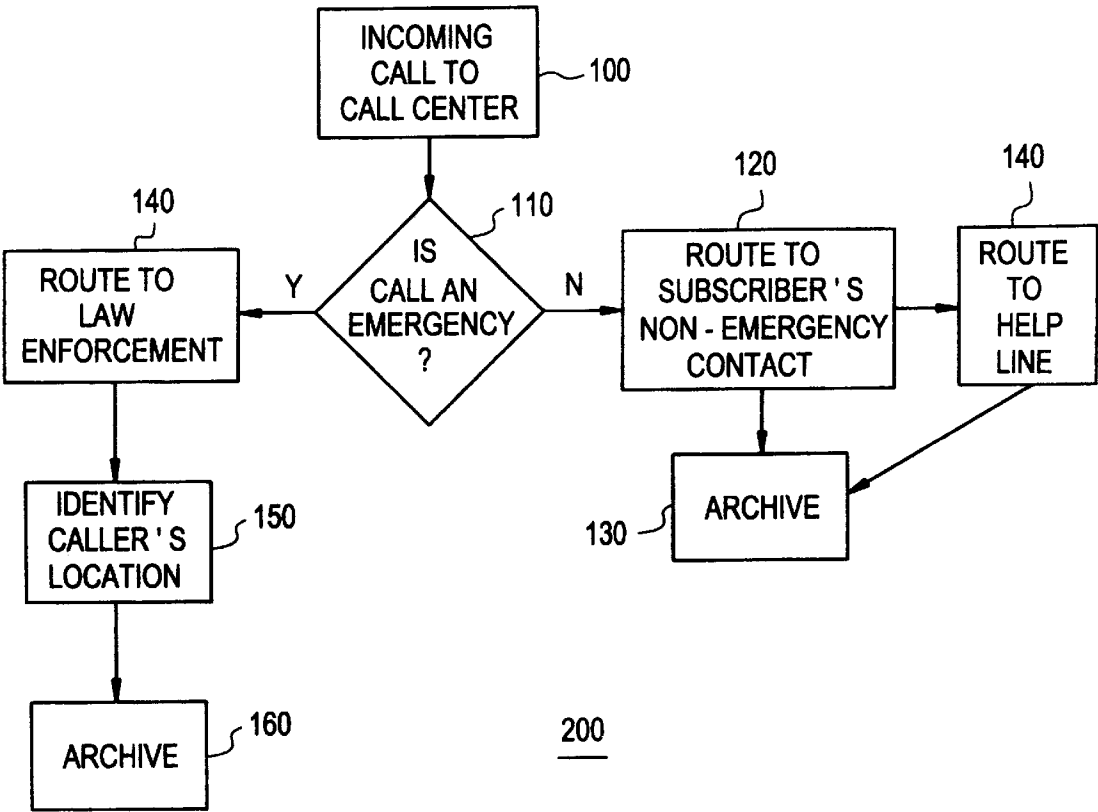 INCOMING
CALL TO
CALL CENTER
100
IS
CALL AN
EMERGENCY
?
110
Y
N
140
ROUTE TO
LAW
ENFORCEMENT
120
ROUTE TO
SUBSCRIBER'S
NON - EMERGENCY
CONTACT
140
ROUTE
TO
HELP
LINE
IDENTIFY
CALLER'S
LOCATION
150
ARCHIVE
130
ARCHIVE
160
200